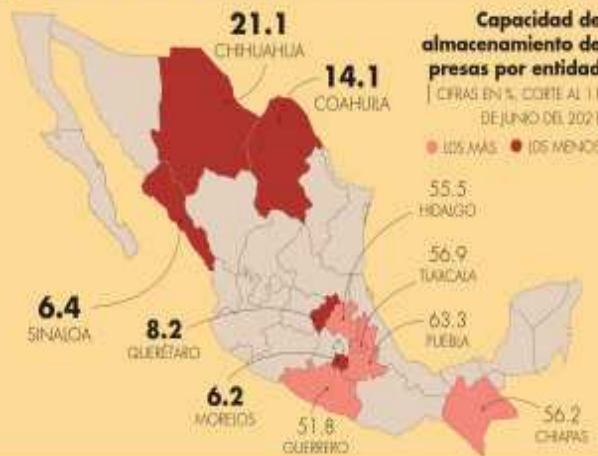 Capacidad de
almacenamiento de
presas por entidad
CIFRAS EN %, CORTE AL 1
DE JUNIO DEL 2021
LOS MÁS LOS MENOS
21.1
CHIHUAHUA
14.1
COAHUILA
55.5
HIDALGO
56.9
TLAXCALA
63.3
PUEBLA
6.4
SINALOA
8.2
QUERÉTARO
6.2
MORELOS
51.8
GUERRERO
56.2
CHIAPAS